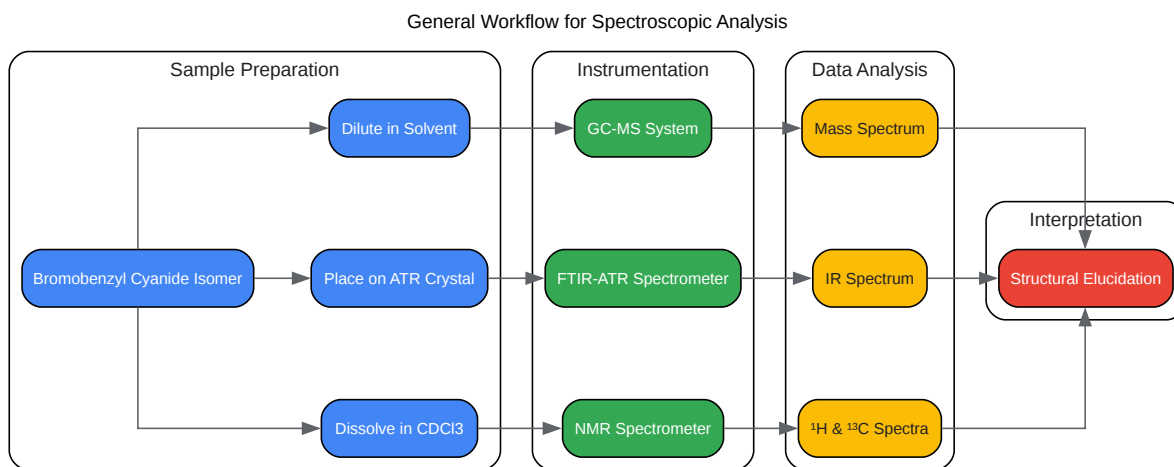 General Workflow for Spectroscopic Analysis
Sample Preparation
Instrumentation
Data Analysis
Dilute in Solvent
GC-MS System
Mass Spectrum
Interpretation
Bromobenzyl Cyanide Isomer
Place on ATR Crystal
FTIR-ATR Spectrometer
IR Spectrum
Structural Elucidation
Dissolve in CDCl3
NMR Spectrometer
¹H & ¹³C Spectra